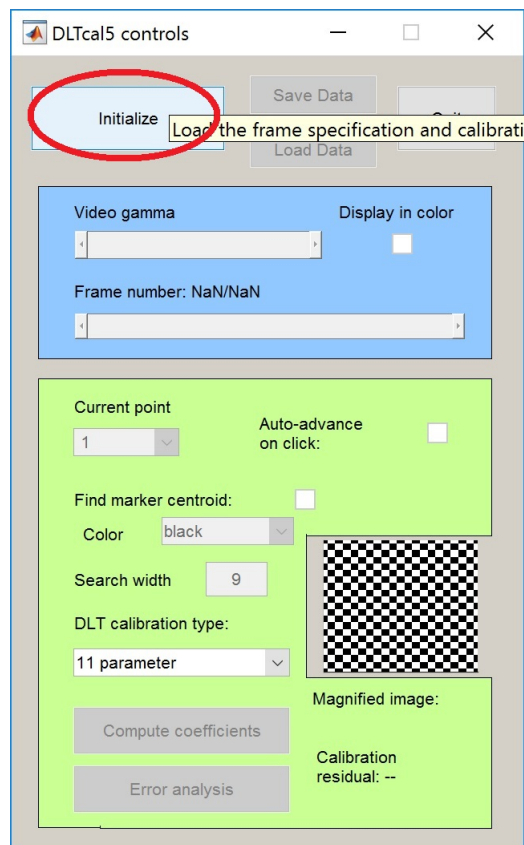 DLTcal5 controls
Initialize
Save Data
Load the frame specification and calibrati
Load Data
Video gamma
Display in color
Frame number: NaN/NaN
Current point
1
Auto-advance
on click:
Find marker centroid:
Color
black
Search width
9
DLT calibration type:
11 parameter
Magnified image:
Compute coefficients
Calibration
residual: --
Error analysis